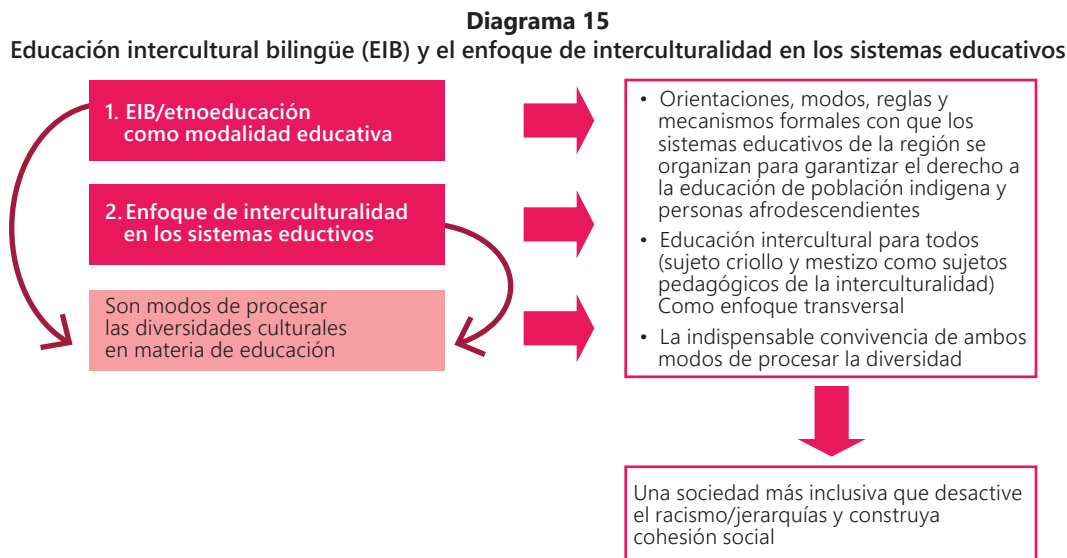 Diagrama 15
Educación intercultural bilingüe (EIB) y el enfoque de interculturalidad en los sistemas educativos
1. EIB/etnoeducación
como modalidad educativa
2. Enfoque de interculturalidad
en los sistemas eductivos
Son modos de procesar
las diversidades culturales
en materia de educación
• Orientaciones, modos, reglas y
mecanismos formales con que los
sistemas educativos de la región se
organizan para garantizar el derecho a
la educación de población indigena y
personas afrodescendientes
• Educación intercultural para todos
(sujeto criollo y mestizo como sujetos
pedagógicos de la interculturalidad)
Como enfoque transversal
• La indispensable convivencia de ambos
modos de procesar la diversidad
Una sociedad más inclusiva que desactive
el racismo/jerarquías y construya
cohesión social